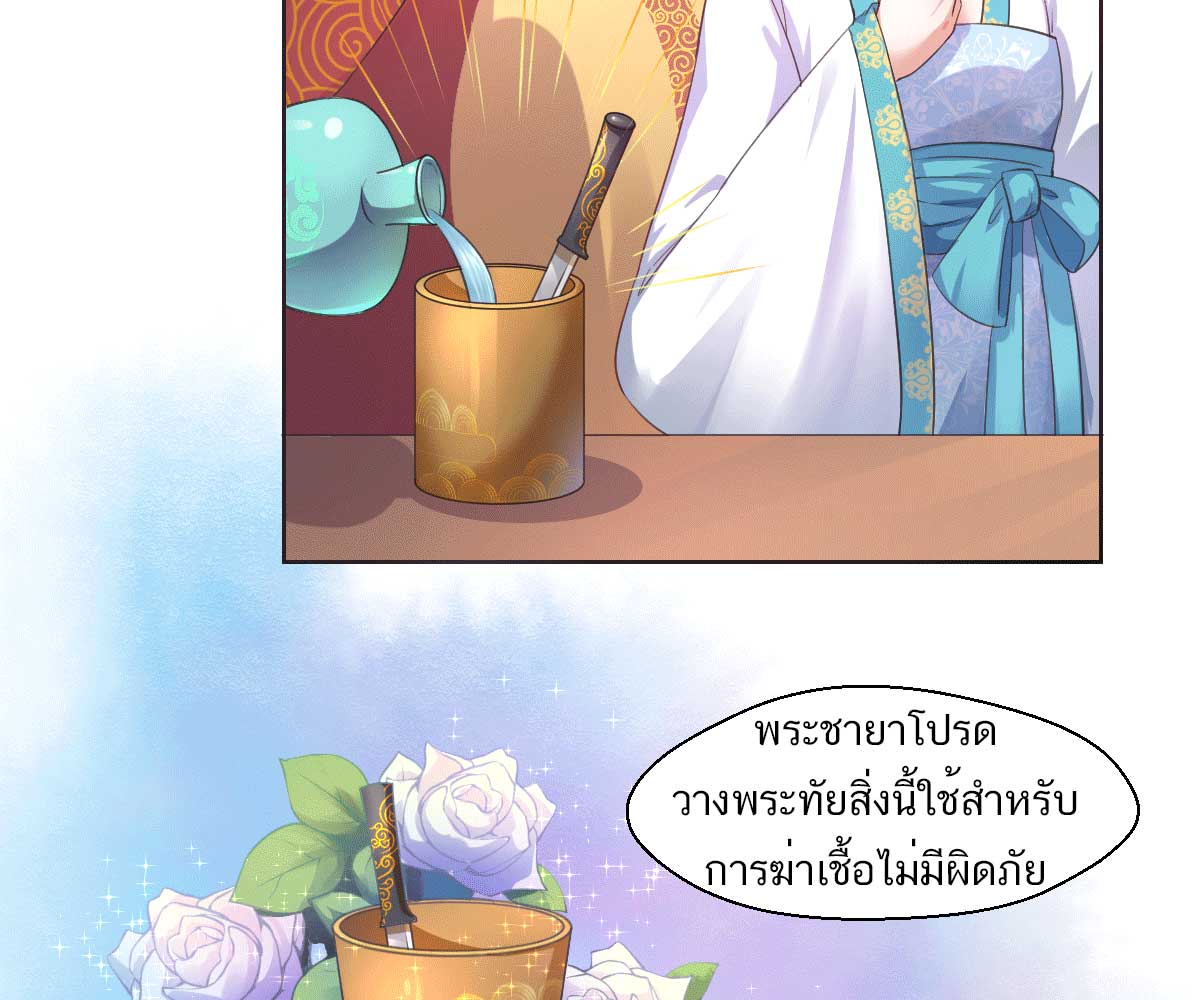 พระชายาโปรด
วางพระทัยสิ่งนี้ใช้สำหรับ
การฆ่าเชื้อไม่มีผิดภัย